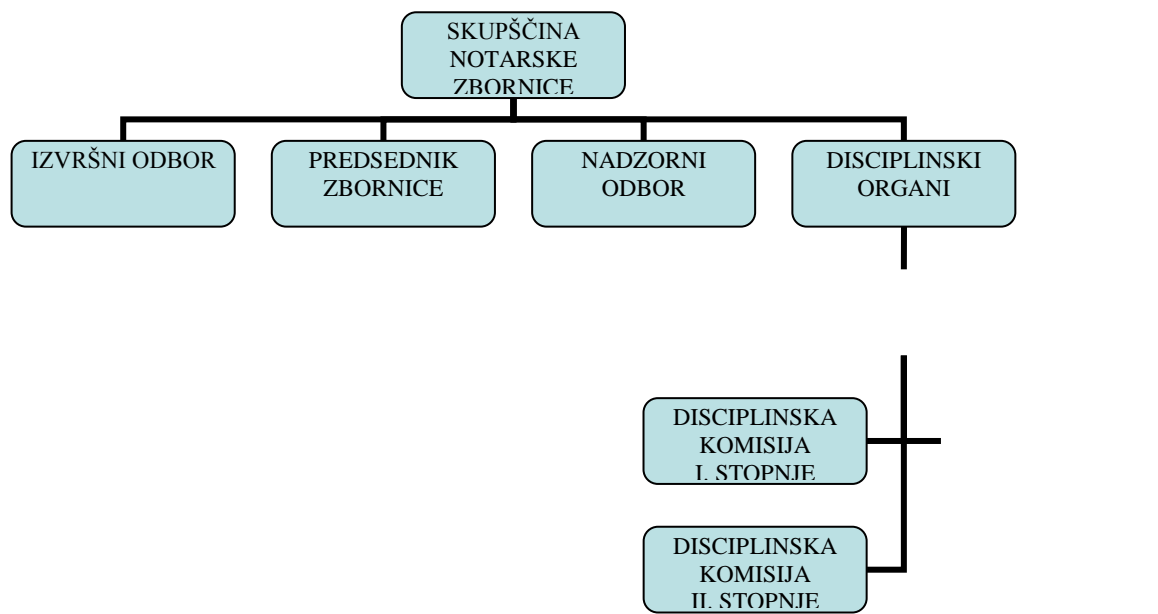 SKUPŠČINA
NOTARSKE
ZBORNICE
IZVRŠNI ODBOR
PREDSEDNIK
ZBORNICE
NADZORNI
ODBOR
DISCIPLINSKI
ORGANI
DISCIPLINSKA
KOMISIJA
I. STOPNJE
DISCIPLINSKA
KOMISIJA
II. STOPNJE